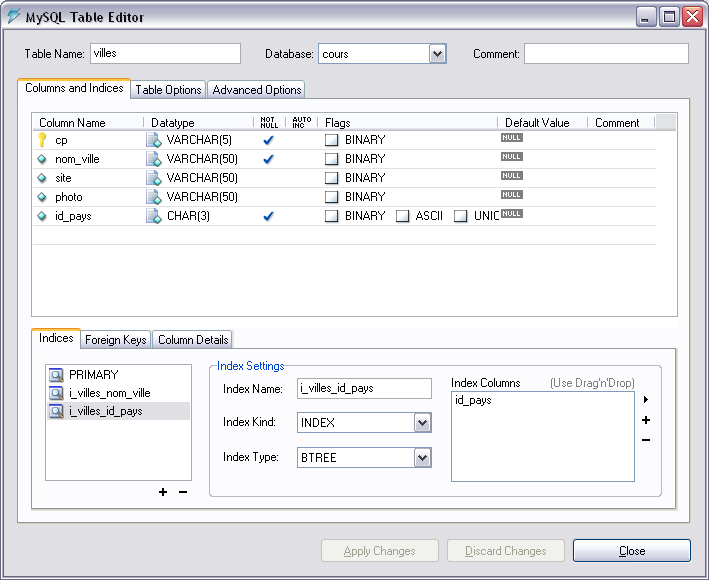 MySQL Table Editor
Table Name: villes Database: cours Comment:
Columns and Indices Table Options Advanced Options
Column Name Datatype NOT NULL AUTO INC Flags Default Value Comment
cp VARCHAR(5) BINARY NULL
nom_ville VARCHAR(50) BINARY NULL
site VARCHAR(50) BINARY NULL
photo VARCHAR(50) BINARY NULL
id_pays CHAR(3) BINARY ASCII UNIC NULL
Indices Foreign Keys Column Details
PRIMARY
i_villes_nom_ville
i_villes_id_pays
Index Settings
Index Name: i_villes_id_pays
Index Kind: INDEX
Index Type: BTREE
Index Columns (Use Drag'n'Drop)
id_pays
Apply Changes Discard Changes Close